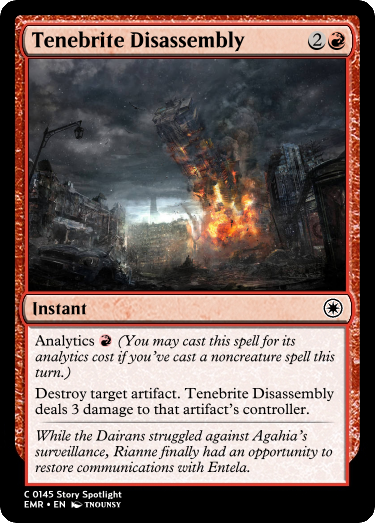 Tenebrite Disassembly 2
Instant
Analytics (You may cast this spell for its
analytics cost if you've cast a noncreature spell this
turn.)
Destroy target artifact. Tenebrite Disassembly
deals 3 damage to that artifact's controller.
While the Dairans struggled against Agahia's
surveillance, Rianne finally had an opportunity to
restore communications with Entela.
C 0145 Story Spotlight
EMR • EN TNOUNSY